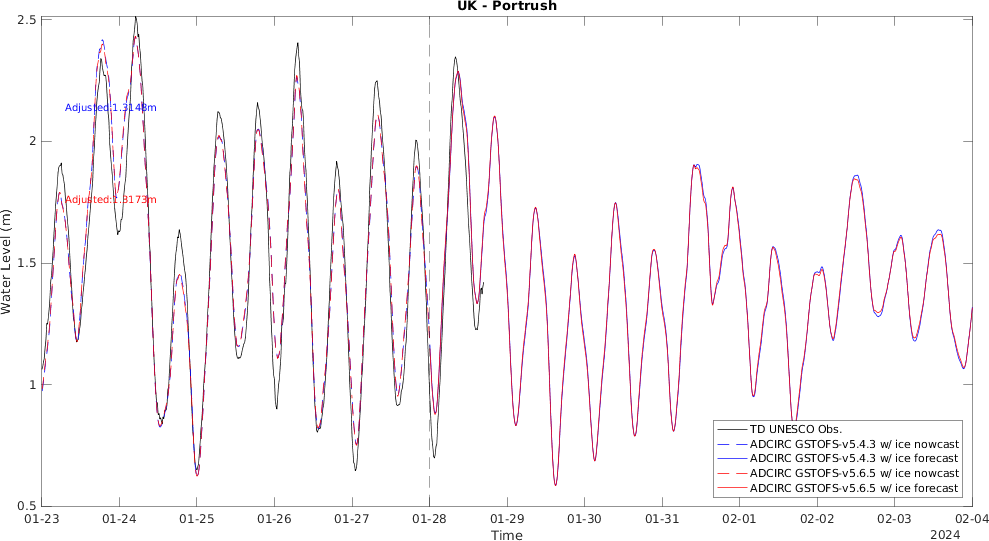 UK - Portrush
Water Level (m)
2.5
2
1.5
1
0.5
Adjusted:1.3148m
Adjusted:1.3173m
TD UNESCO Obs.
ADCIRC GSTOFS-v5.4.3 w/ ice nowcast
ADCIRC GSTOFS-v5.4.3 w/ ice forecast
ADCIRC GSTOFS-v5.6.5 w/ ice nowcast
ADCIRC GSTOFS-v5.6.5 w/ ice forecast
01-23 01-24 01-25 01-26 01-27 01-28 01-29 01-30 01-31 02-01 02-02 02-03 02-04
Time
2024